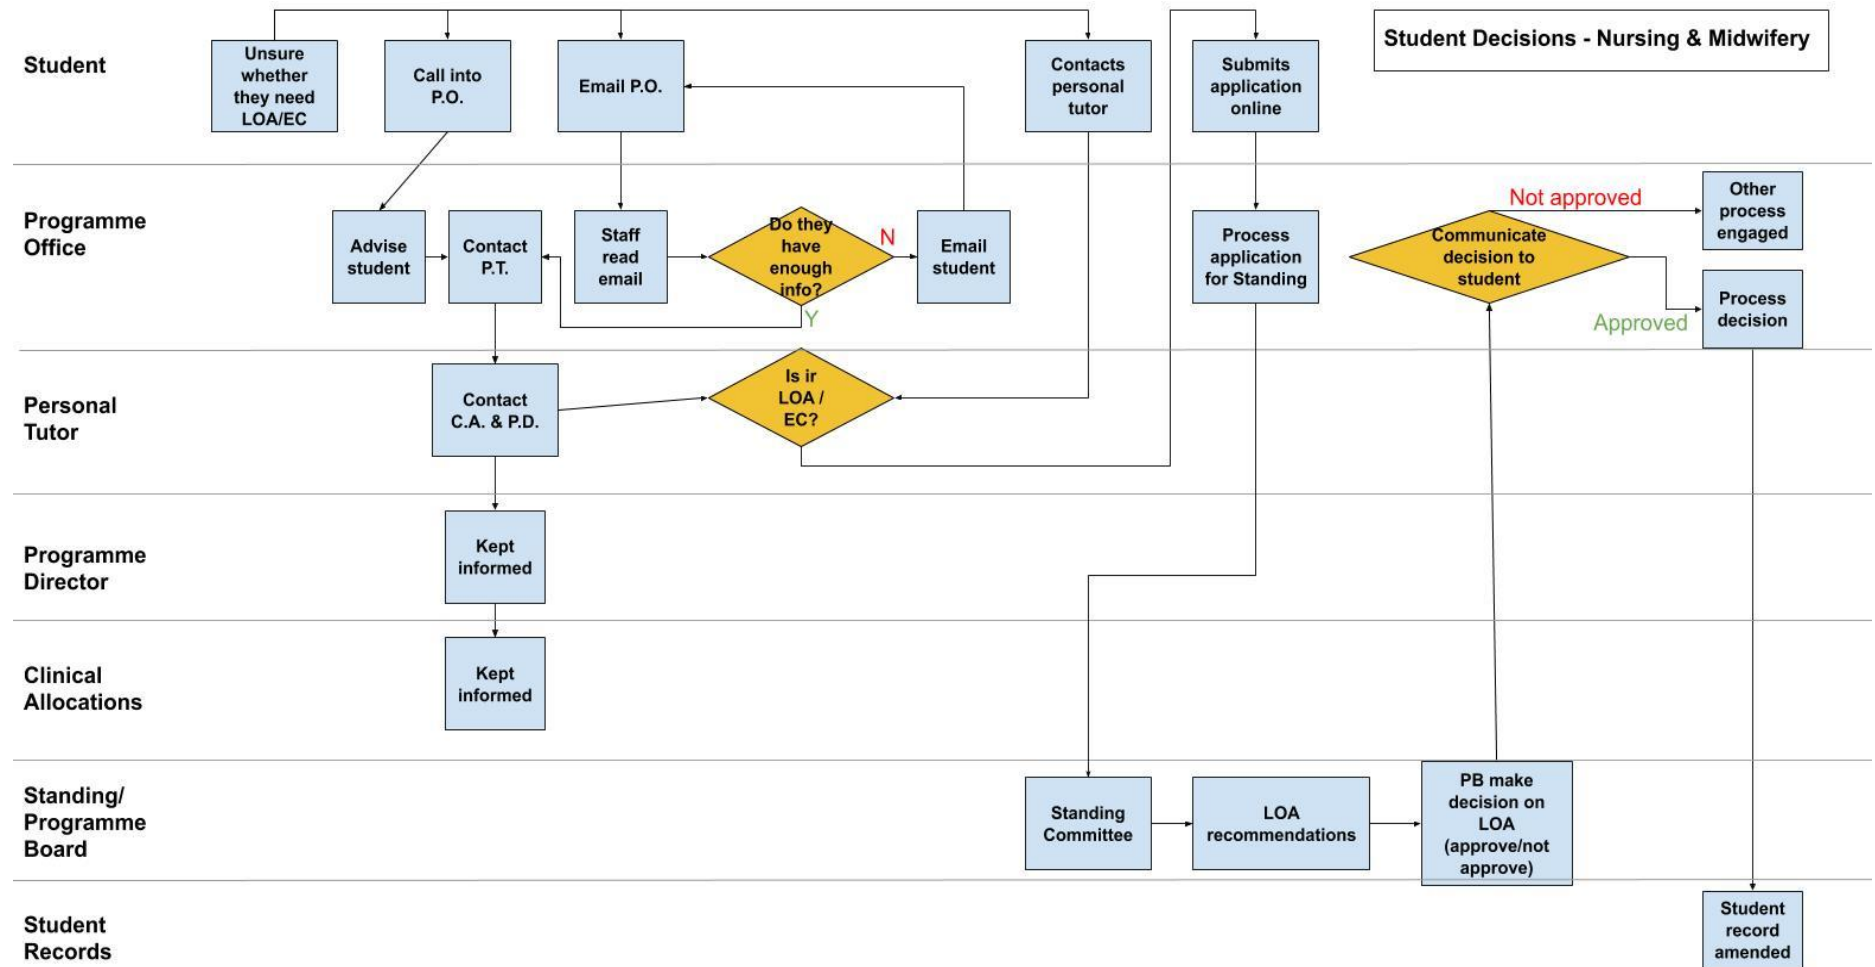 Student Decisions - Nursing & Midwifery
Student
Unsure
whether
they need
LOA/EC
Call into
P.O.
Email P.O.
Contacts
personal
tutor
Submits
application
online
Programme
Office
Advise
student
Contact
P.T.
Staff
read
email
Do they
have
enough
info?
N
Y
Email
student
Process
application
for Standing
Communicate
decision to
student
Not approved
Approved
Other
process
engaged
Process
decision
Personal
Tutor
Contact
C.A. & P.D.
Is ir
LOA /
EC?
Programme
Director
Kept
informed
Clinical
Allocations
Kept
informed
Standing/
Programme
Board
Standing
Committee
LOA
recommendations
PB make
decision on
LOA
(approve/not
approve)
Student
Records
Student
record
amended